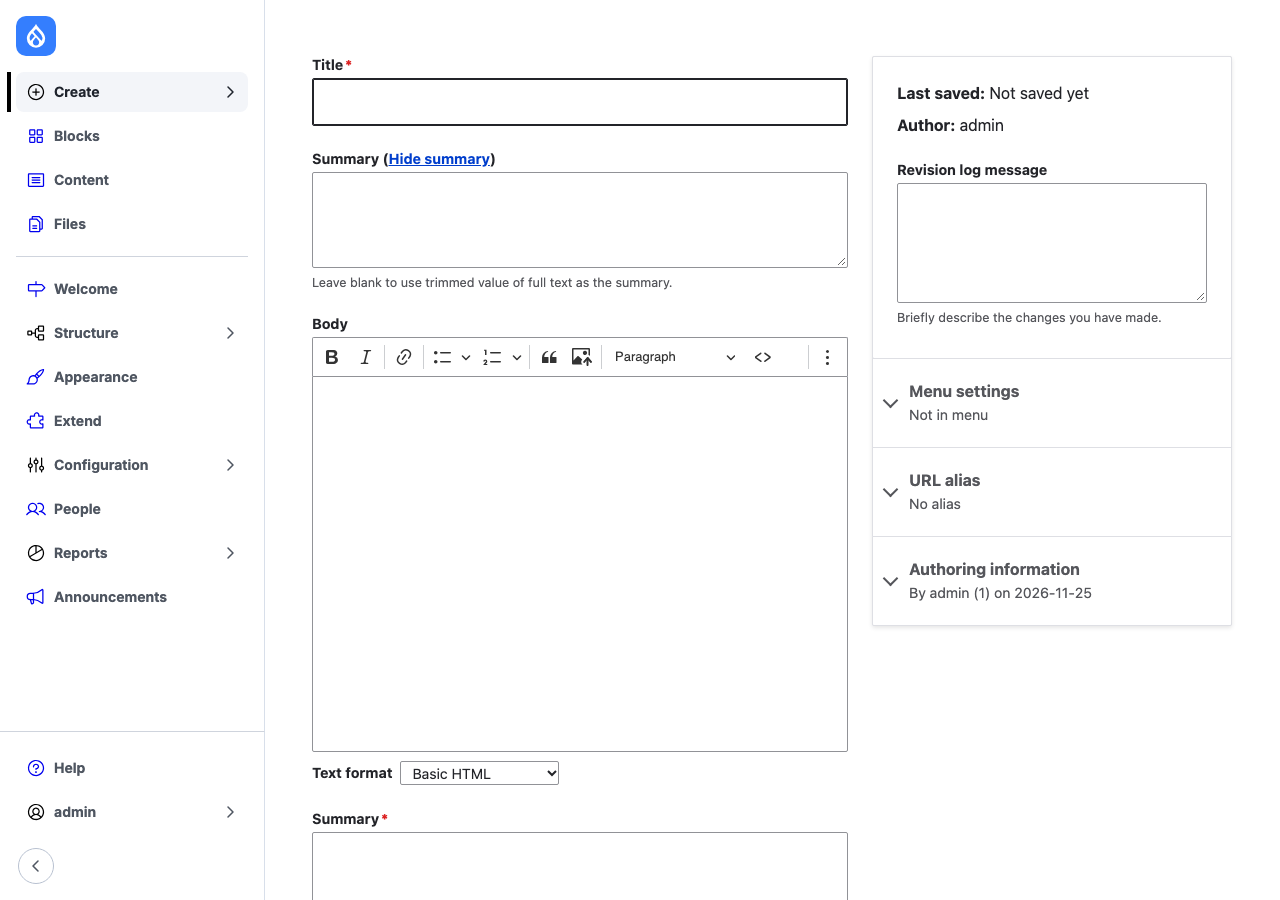 Create
Blocks
Content
Files
Welcome
Structure
Appearance
Extend
Configuration
People
Reports
Announcements
Help
admin
Title*
Summary (Hide summary)
Leave blank to use trimmed value of full text as the summary.
Body
Paragraph
Text format Basic HTML
Summary*
Last saved: Not saved yet
Author: admin
Revision log message
Briefly describe the changes you have made.
Menu settings
Not in menu
URL alias
No alias
Authoring information
By admin (1) on 2026-11-25